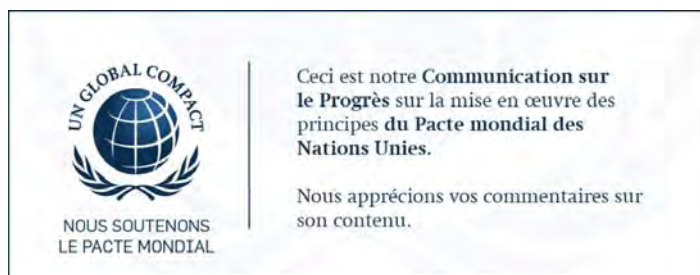 UN GLOBAL COMPACT
NOUS SOUTENONS
LE PACTE MONDIAL
Ceci est notre Communication sur
le Progrès sur la mise en œuvre des
principes du Pacte mondial des
Nations Unies.
Nous apprécions vos commentaires sur
son contenu.